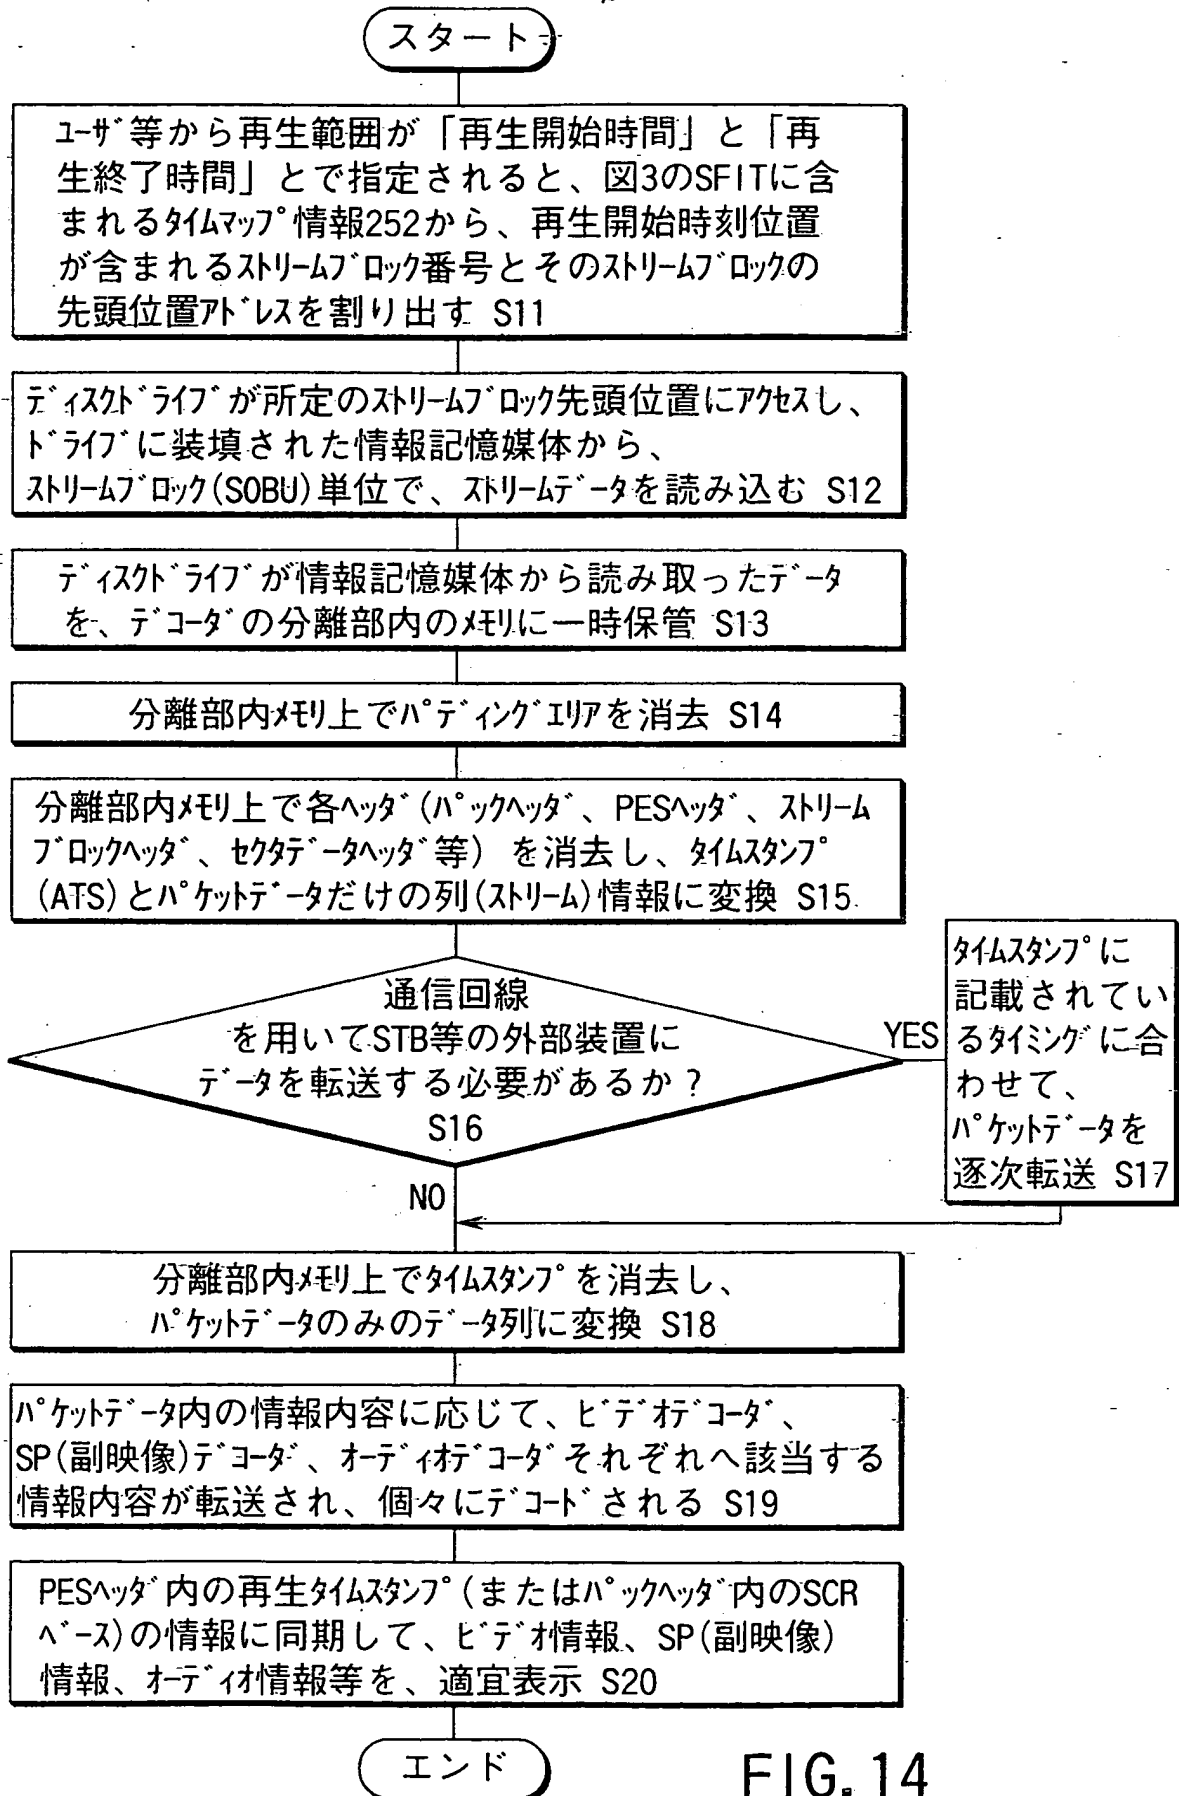 スタート
ユーザ等から再生範囲が「再生開始時間」と「再
生終了時間」とで指定されると、図3のSFITに含
まれるタイムマップ情報252から、再生開始時刻位置
が含まれるストリームブロック番号とそのストリームブロックの
先頭位置アドレスを割り出す S11
ディスクドライブが所定のストリームブロック先頭位置にアクセスし、
ドライブに装填された情報記憶媒体から、
ストリームブロック(SOBU)単位で、ストリームデータを読み込む S12
ディスクドライブが情報記憶媒体から読み取ったデータ
を、デコーダの分離部内のメモリに一時保管 S13
分離部内メモリ上でパディングエリアを消去 S14
分離部内メモリ上で各ヘッダ(パックヘッダ、PESヘッダ、ストリーム
ブロックヘッダ、セクタデータヘッダ等)を消去し、タイムスタンプ
(ATS)とパケットデータだけの列(ストリーム)情報に変換 S15
通信回線
を用いてSTB等の外部装置に
データを転送する必要があるか?
S16
YES
タイムスタンプに
記載されてい
るタイミングに合
わせて、
パケットデータを
逐次転送 S17
NO
分離部内メモリ上でタイムスタンプを消去し、
パケットデータのみのデータ列に変換 S18
パケットデータ内の情報内容に応じて、ビデオデコーダ、
SP(副映像)デコーダ、オーディオデコーダそれぞれへ該当する
情報内容が転送され、個々にデコードされる S19
PESヘッダ内の再生タイムスタンプ(またはパックヘッダ内のSCR
ベース)の情報に同期して、ビデオ情報、SP(副映像)
情報、オーディオ情報等を、適宜表示 S20
エンド
FIG. 14